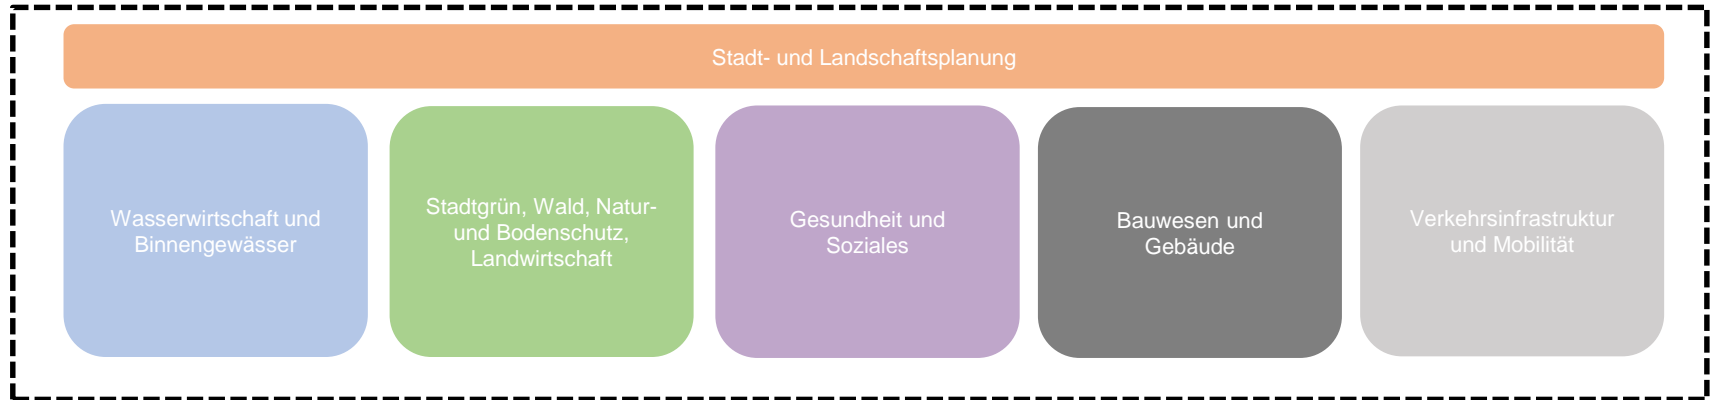 Stadt- und Landschaftsplanung
Wasserwirtschaft und
Binnengewässer
Stadtgrün, Wald, Natur-
und Bodenschutz,
Landwirtschaft
Gesundheit und
Soziales
Bauwesen und
Gebäude
Verkehrsinfrastruktur
und Mobilität